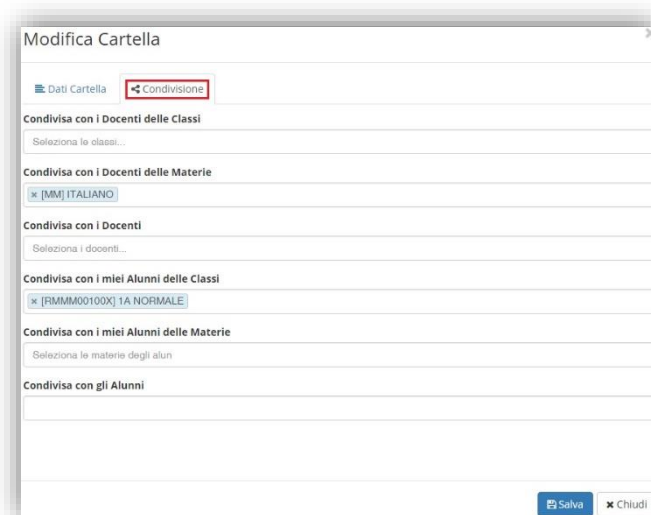 Modifica Cartella
Dati Cartella Condivisione
Condivisa con i Docenti delle Classi
Seleziona le classi...
Condivisa con i Docenti delle Materie
× [MM] ITALIANO
Condivisa con i Docenti
Seleziona i docenti...
Condivisa con i miei Alunni delle Classi
× [RMMM00100X] 1A NORMALE
Condivisa con i miei Alunni delle Materie
Seleziona le materie degli alun
Condivisa con gli Alunni
Salva × Chiudi